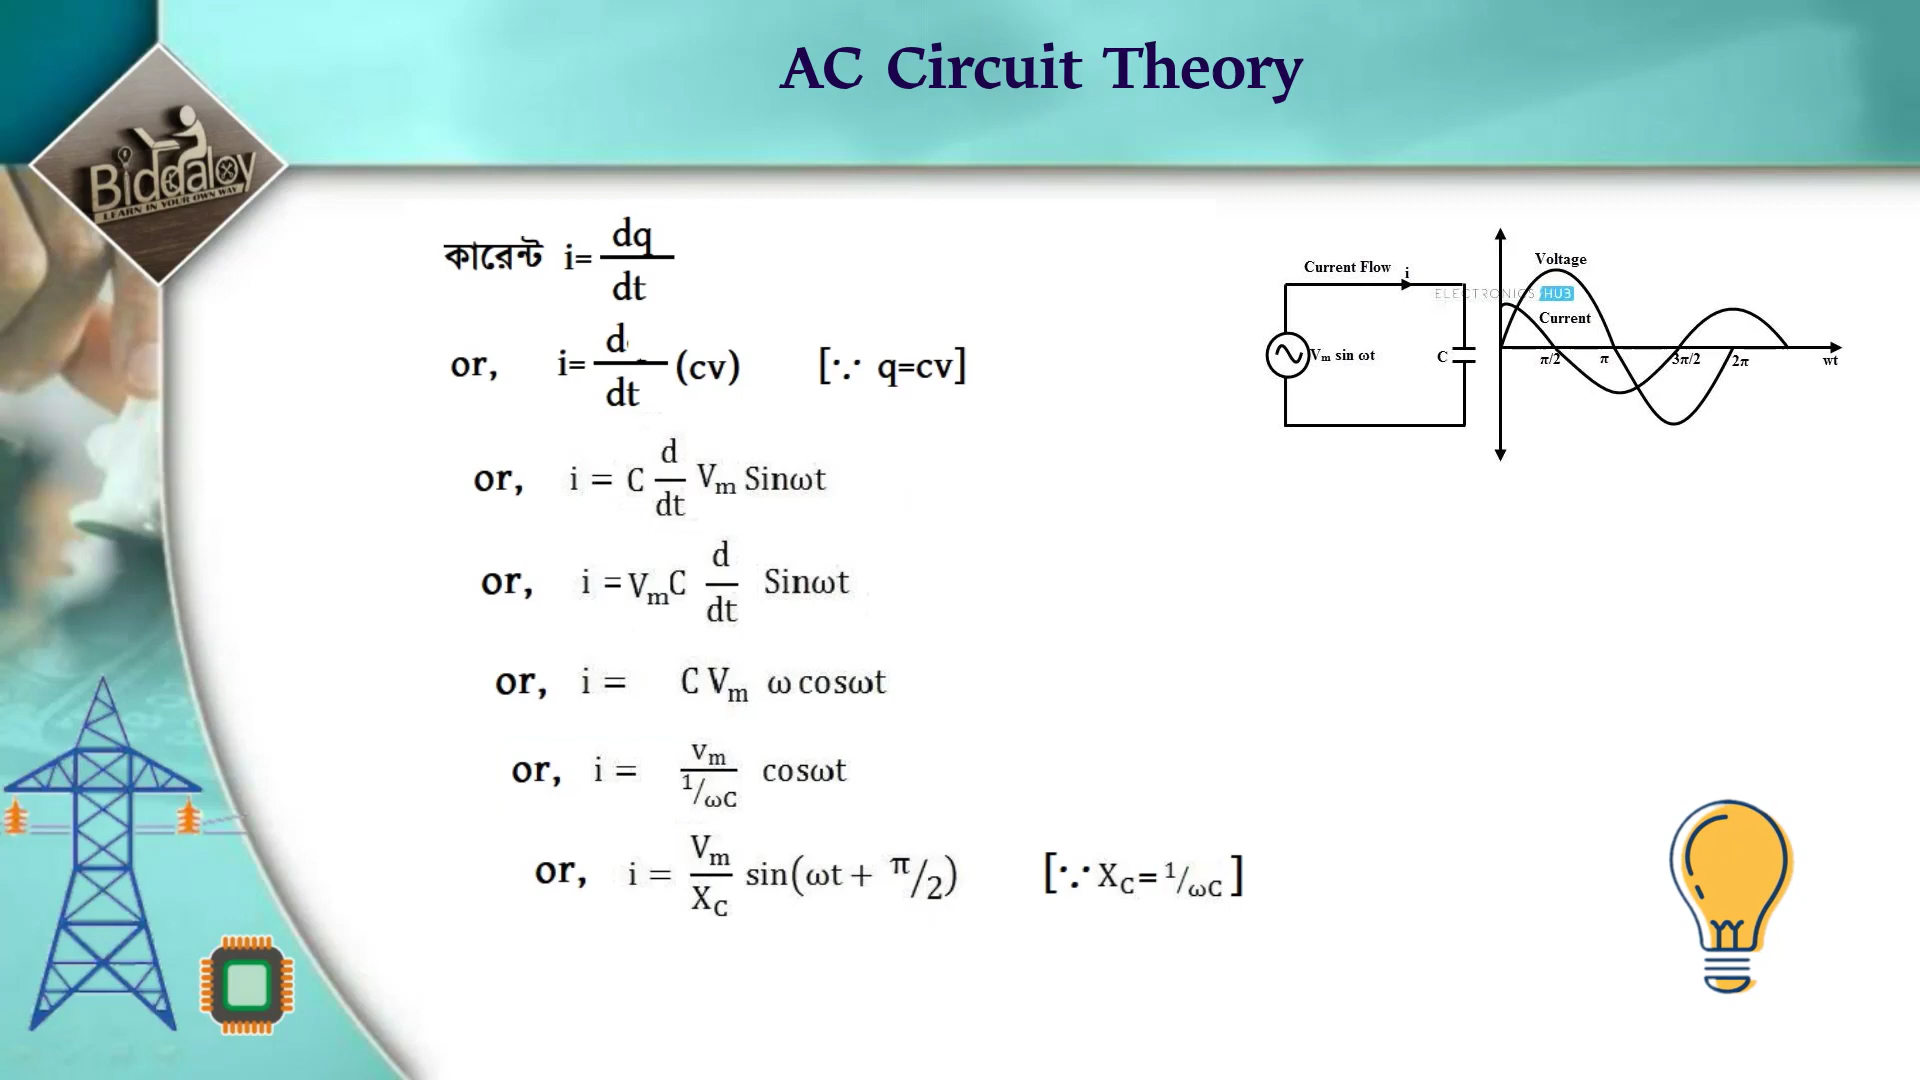 AC Circuit Theory
Biddaloy
LEARN IN YOUR OWN WAY
কারেন্ট i= dq/dt
or, i= d/dt (cv) [∵ q=cv]
or, i = C d/dt Vm Sinωt
or, i =VmC d/dt Sinωt
or, i = C Vm ω cosωt
or, i = vm/(1/ωC) cosωt
or, i = Vm/XC sin(ωt + π/2) [∵ XC= 1/ωC]
Current Flow i
Vm sin ωt
C
Voltage
ELECTRONICS HUB
Current
π/2 π 3π/2 2π
wt